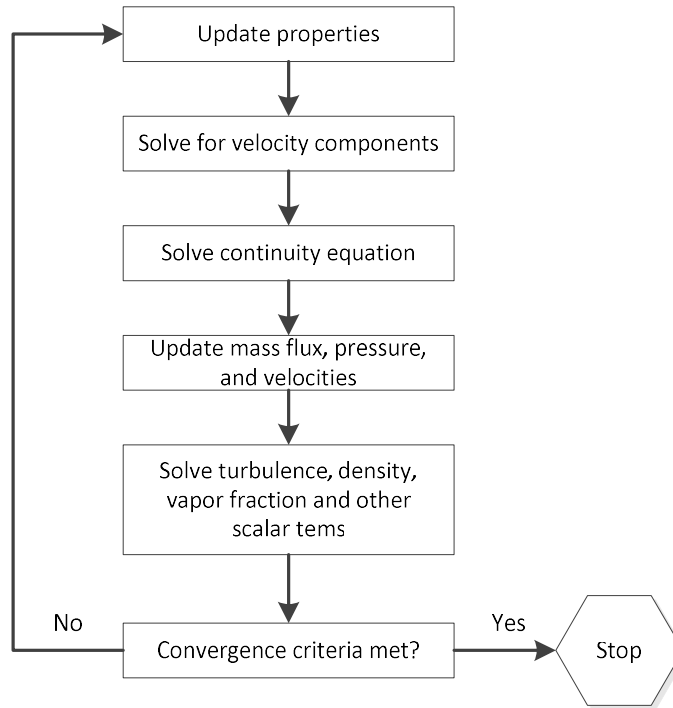 Update properties
Solve for velocity components
Solve continuity equation
Update mass flux, pressure,
and velocities
Solve turbulence, density,
vapor fraction and other
scalar tems
No
Convergence criteria met?
Yes
Stop